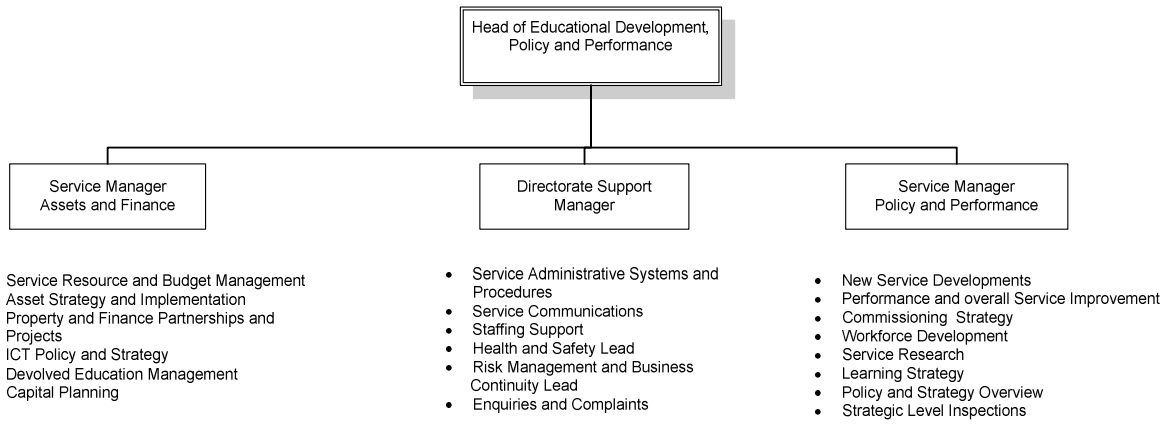 Head of Educational Development,
Policy and Performance
Service Manager
Assets and Finance
Directorate Support
Manager
Service Manager
Policy and Performance
Service Resource and Budget Management
Asset Strategy and Implementation
Property and Finance Partnerships and
Projects
ICT Policy and Strategy
Devolved Education Management
Capital Planning
• Service Administrative Systems and
Procedures
• Service Communications
• Staffing Support
• Health and Safety Lead
• Risk Management and Business
Continuity Lead
• Enquiries and Complaints
• New Service Developments
• Performance and overall Service Improvement
• Commissioning Strategy
• Workforce Development
• Service Research
• Learning Strategy
• Policy and Strategy Overview
• Strategic Level Inspections